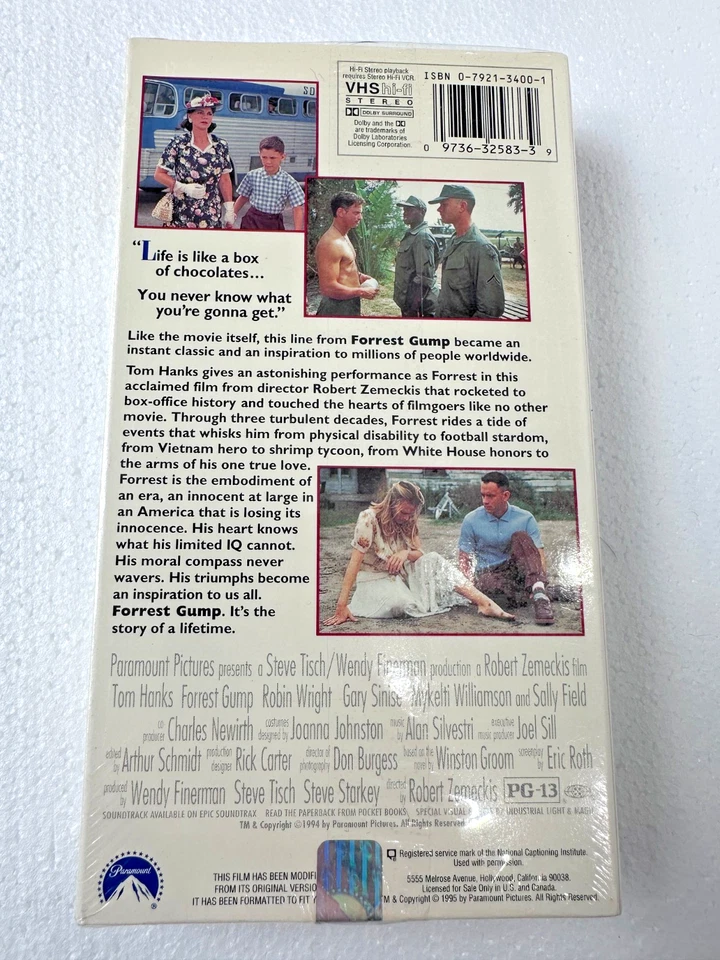 SD
Hi-Fi Stereo playback
requires Stereo Hi-Fi VCR.
VHS hi-fi
STEREO
DOLBY SURROUND
Dolby and the
are trademarks of
Dolby Laboratories
Licensing Corporation.
ISBN 0-7921-3400-1
0 9736-32583-3 9
“Life is like a box
of chocolates...
You never know what
you’re gonna get.”
Like the movie itself, this line from Forrest Gump became an
instant classic and an inspiration to millions of people worldwide.
Tom Hanks gives an astonishing performance as Forrest in this
acclaimed film from director Robert Zemeckis that rocketed to
box-office history and touched the hearts of filmgoers like no other
movie. Through three turbulent decades, Forrest rides a tide of
events that whisks him from physical disability to football stardom,
from Vietnam hero to shrimp tycoon, from White House honors to
the arms of his one true love.
Forrest is the embodiment of
an era, an innocent at large in
an America that is losing its
innocence. His heart knows
what his limited IQ cannot.
His moral compass never
wavers. His triumphs become
an inspiration to us all.
Forrest Gump. It’s the
story of a lifetime.
Paramount Pictures presents a Steve Tisch/Wendy Finerman production a Robert Zemeckis film
Tom Hanks Forrest Gump Robin Wright Gary Sinise Mykelti Williamson and Sally Field
co-producer Charles Newirth costumes designed by Joanna Johnston music by Alan Silvestri executive music producer Joel Sill
edited by Arthur Schmidt production designer Rick Carter director of photography Don Burgess based on the novel by Winston Groom screenplay by Eric Roth
produced by Wendy Finerman Steve Tisch Steve Starkey directed by Robert Zemeckis PG-13
SOUNDTRACK AVAILABLE ON EPIC SOUNDTRAX READ THE PAPERBACK FROM POCKET BOOKS SPECIAL VISUAL BY INDUSTRIAL LIGHT & MAGIC
TM & Copyright ©1994 by Paramount Pictures. All Rights Reserved
Paramount
THIS FILM HAS BEEN
FROM ITS ORIGINAL
IT HAS BEEN FORMATTED TO FIT
Registered service mark of the National Captioning Institute.
Used with permission.
5555 Melrose Avenue, Hollywood, California 90038.
Licensed for Sale Only in U.S. and Canada.
TM & Copyright © 1995 by Paramount Pictures. All Rights Reserved.